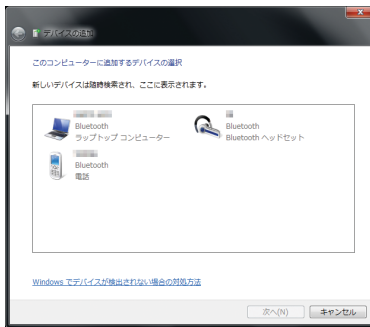 デバイスの追加
このコンピューターに追加するデバイスの選択
新しいデバイスは随時検索され、ここに表示されます。
Bluetooth
ラップトップ コンピューター
Bluetooth
Bluetooth ヘッドセット
Bluetooth
電話
Windows でデバイスが検出されない場合の対処方法
次へ(N)
キャンセル